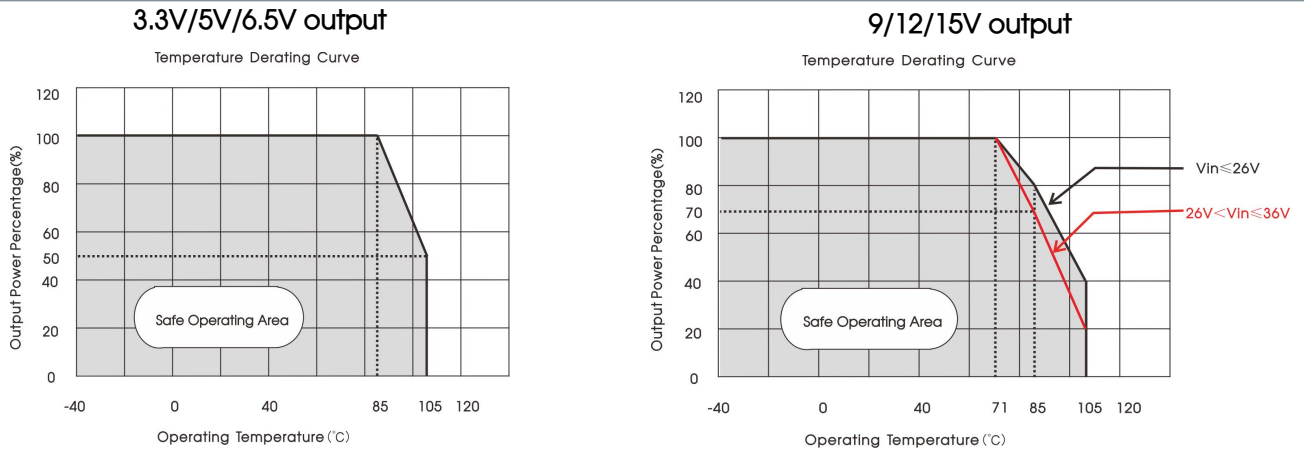 3.3V/5V/6.5V output
Temperature Derating Curve
Output Power Percentage(%)
120
100
80
60
50
40
20
0
Safe Operating Area
-40 0 40 85 105 120
Operating Temperature(°C)
9/12/15V output
Temperature Derating Curve
Output Power Percentage(%)
120
100
80
70
60
40
20
0
Vin≤26V
26V<Vin≤36V
Safe Operating Area
-40 0 40 71 85 105 120
Operating Temperature(°C)